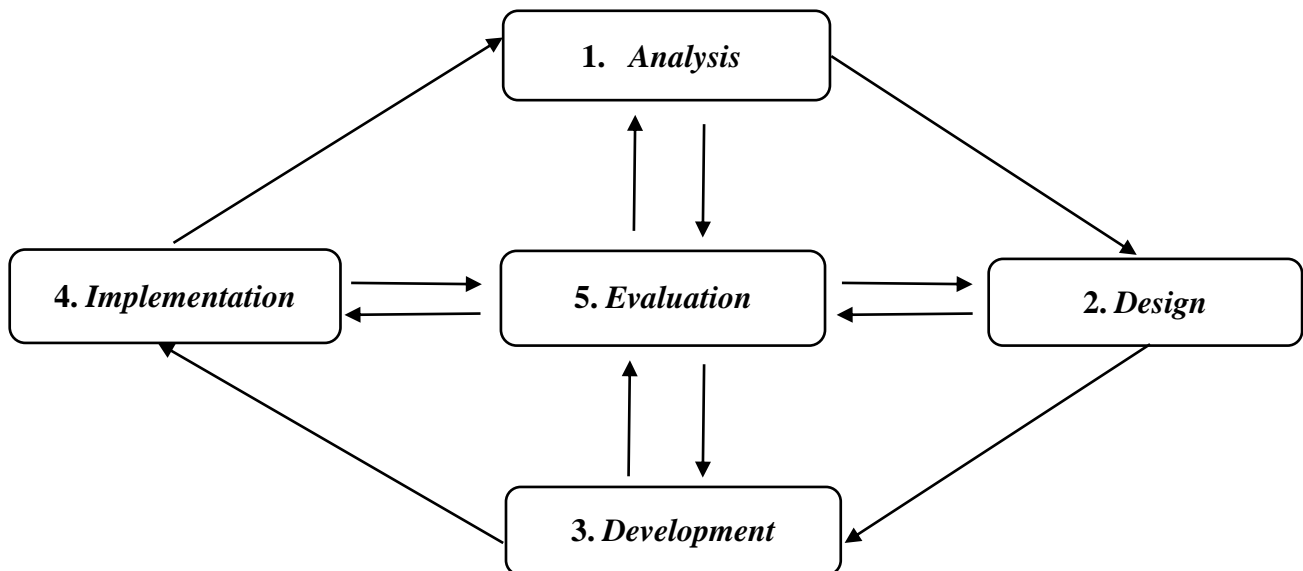 1. Analysis
4. Implementation
5. Evaluation
2. Design
3. Development